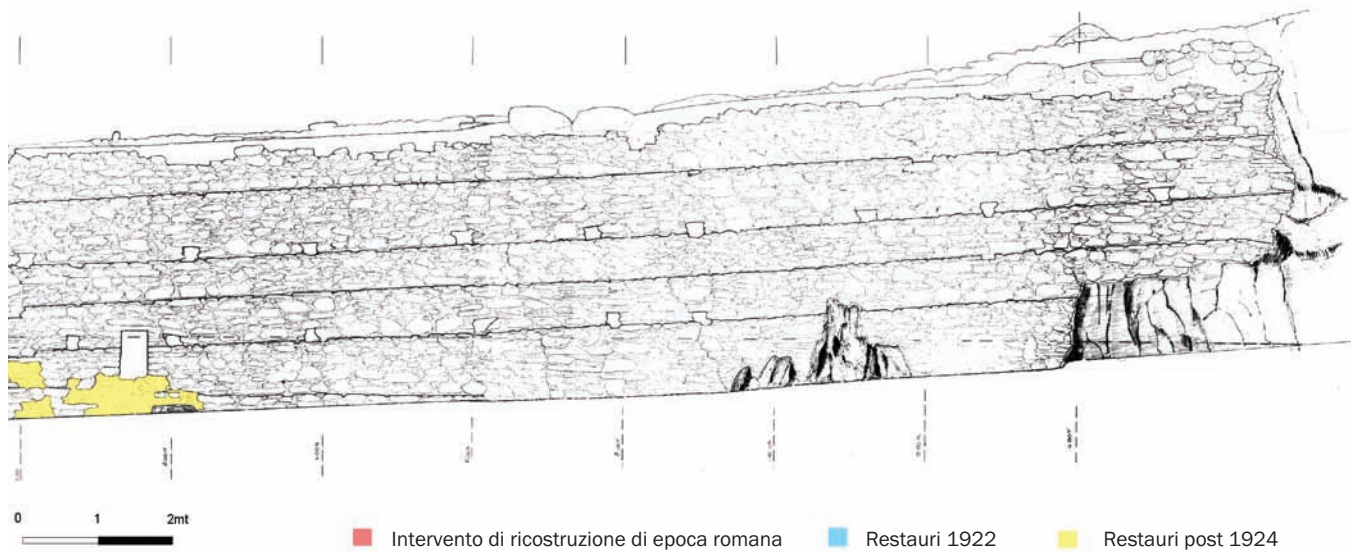 0 1 2mt
Intervento di ricostruzione di epoca romana
Restauri 1922
Restauri post 1924